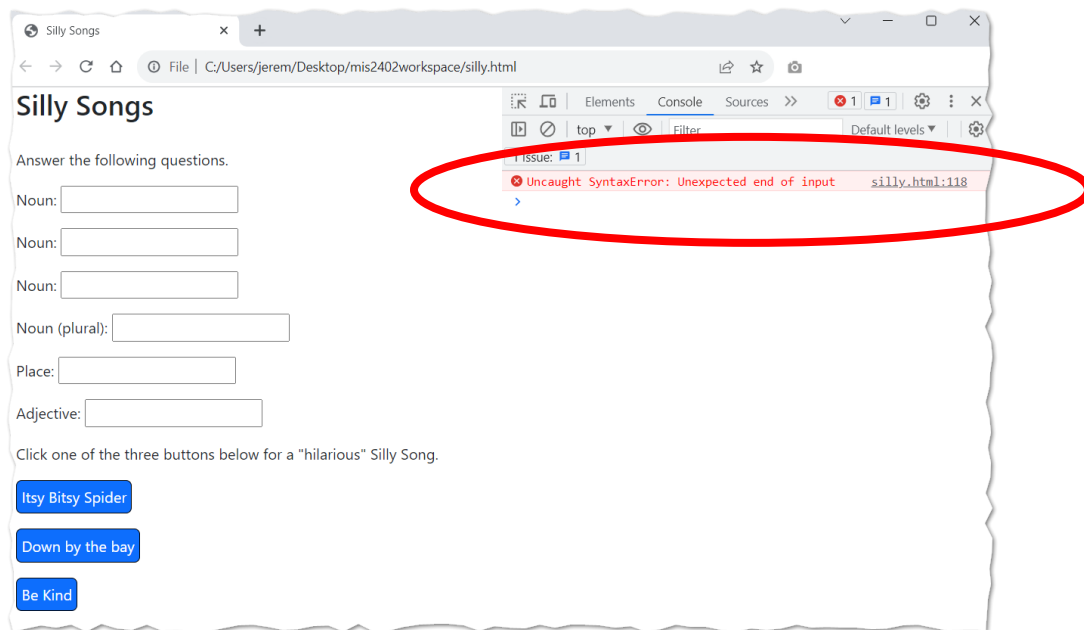 Silly Songs
File | C:/Users/jerem/Desktop/mis2402workspace/silly.html
Silly Songs
Elements Console Sources 1 1
top Filter Default levels
1 Issue: 1
Uncaught SyntaxError: Unexpected end of input silly.html:118
Answer the following questions.
Noun:
Noun:
Noun:
Noun (plural):
Place:
Adjective:
Click one of the three buttons below for a "hilarious" Silly Song.
Itsy Bitsy Spider
Down by the bay
Be Kind